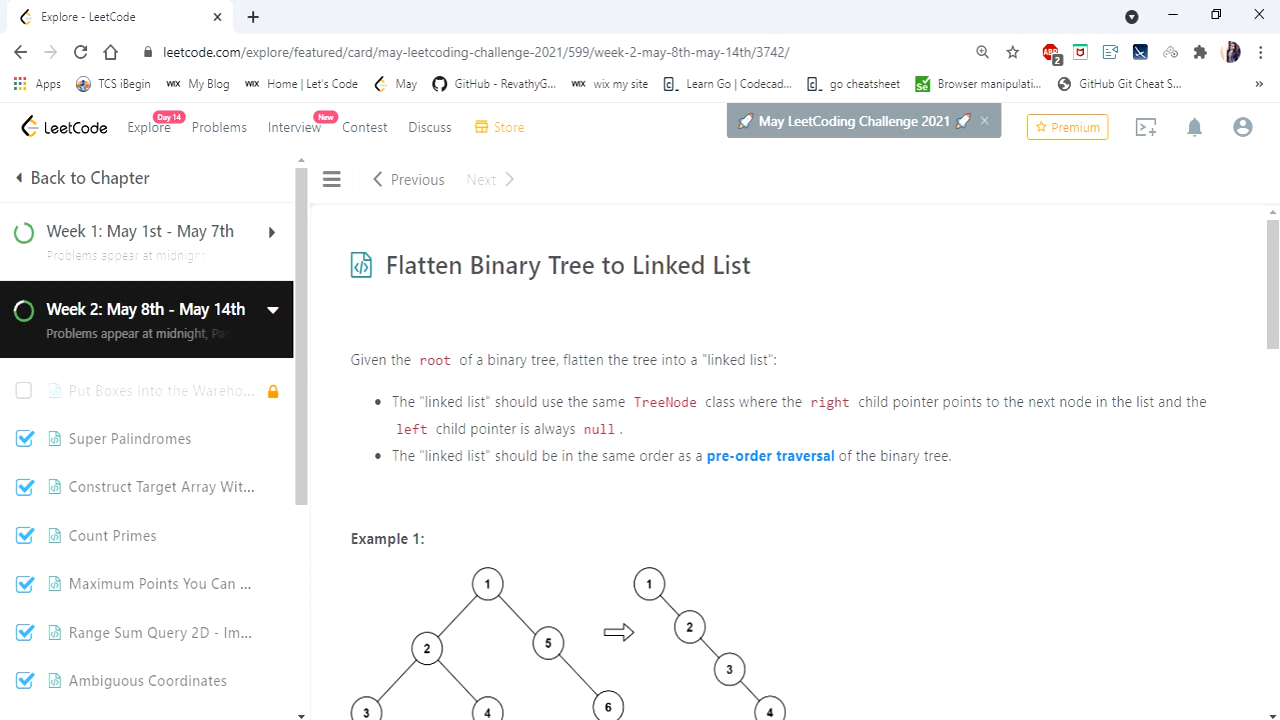 Explore - LeetCode
leetcode.com/explore/featured/card/may-leetcoding-challenge-2021/599/week-2-may-8th-may-14th/3742/
ABP
2
Apps
TCS iBegin
WIX My Blog
WIX Home | Let's Code
May
GitHub - RevathyG...
WIX wix my site
Learn Go | Codecad...
go cheatsheet
Browser manipulati...
GitHub Git Cheat S...
»
LeetCode
Explore
Day 14
Problems
Interview
New
Contest
Discuss
Store
🚀 May LeetCoding Challenge 2021 🚀 ×
Premium
Back to Chapter
Previous
Next
Week 1: May 1st - May 7th
Problems appear at midnight,
Week 2: May 8th - May 14th
Problems appear at midnight,
Put Boxes Into the Wareho...
Super Palindromes
Construct Target Array Wit...
Count Primes
Maximum Points You Can ...
Range Sum Query 2D - Im...
Ambiguous Coordinates
Flatten Binary Tree to Linked List
Given the root of a binary tree, flatten the tree into a "linked list":
• The "linked list" should use the same TreeNode class where the right child pointer points to the next node in the list and the
left child pointer is always null.
• The "linked list" should be in the same order as a pre-order traversal of the binary tree.
Example 1:
1
1
2
5
2
3
3
4
6
4